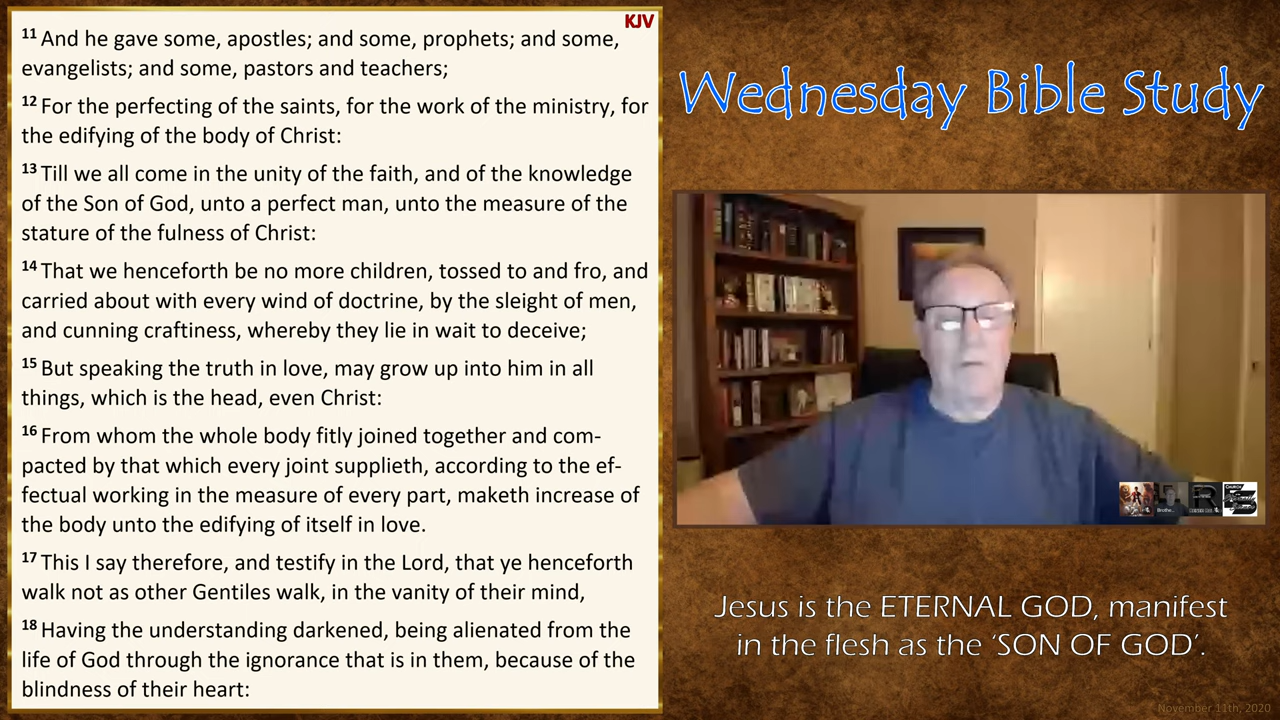 KJV
11 And he gave some, apostles; and some, prophets; and some,
evangelists; and some, pastors and teachers;
12 For the perfecting of the saints, for the work of the ministry, for
the edifying of the body of Christ:
13 Till we all come in the unity of the faith, and of the knowledge
of the Son of God, unto a perfect man, unto the measure of the
stature of the fulness of Christ:
14 That we henceforth be no more children, tossed to and fro, and
carried about with every wind of doctrine, by the sleight of men,
and cunning craftiness, whereby they lie in wait to deceive;
15 But speaking the truth in love, may grow up into him in all
things, which is the head, even Christ:
16 From whom the whole body fitly joined together and com-
pacted by that which every joint supplieth, according to the ef-
fectual working in the measure of every part, maketh increase of
the body unto the edifying of itself in love.
17 This I say therefore, and testify in the Lord, that ye henceforth
walk not as other Gentiles walk, in the vanity of their mind,
18 Having the understanding darkened, being alienated from the
life of God through the ignorance that is in them, because of the
blindness of their heart:
Wednesday Bible Study
Brothe...
Jesus is the ETERNAL GOD, manifest
in the flesh as the ‘SON OF GOD’.
November 11th, 2020